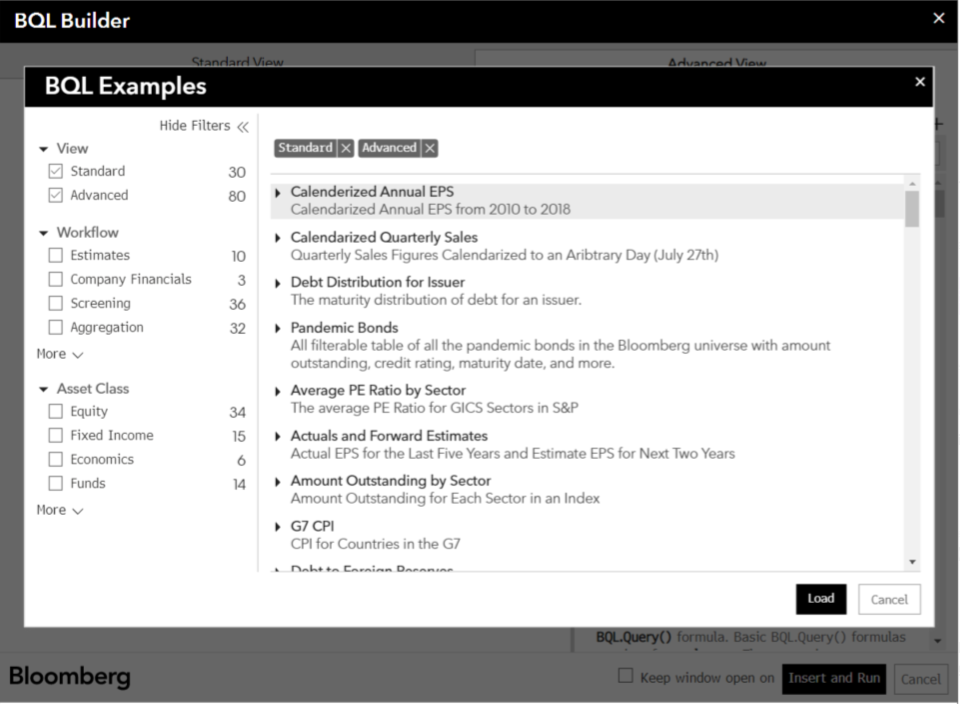 BQL Builder
×
Standard View
Advanced View
BQL Examples
×
Hide Filters
View
Standard 30
Advanced 80
Workflow
Estimates 10
Company Financials 3
Screening 36
Aggregation 32
More
Asset Class
Equity 34
Fixed Income 15
Economics 6
Funds 14
More
Standard × Advanced ×
Calenderized Annual EPS
Calendarized Annual EPS from 2010 to 2018
Calendarized Quarterly Sales
Quarterly Sales Figures Calendarized to an Aribtrary Day (July 27th)
Debt Distribution for Issuer
The maturity distribution of debt for an issuer.
Pandemic Bonds
All filterable table of all the pandemic bonds in the Bloomberg universe with amount
outstanding, credit rating, maturity date, and more.
Average PE Ratio by Sector
The average PE Ratio for GICS Sectors in S&P
Actuals and Forward Estimates
Actual EPS for the Last Five Years and Estimate EPS for Next Two Years
Amount Outstanding by Sector
Amount Outstanding for Each Sector in an Index
G7 CPI
CPI for Countries in the G7
Debt to Foreign Reserves
Load
Cancel
BQL.Query() formula. Basic BQL.Query() formulas
Bloomberg
Keep window open on
Insert and Run
Cancel